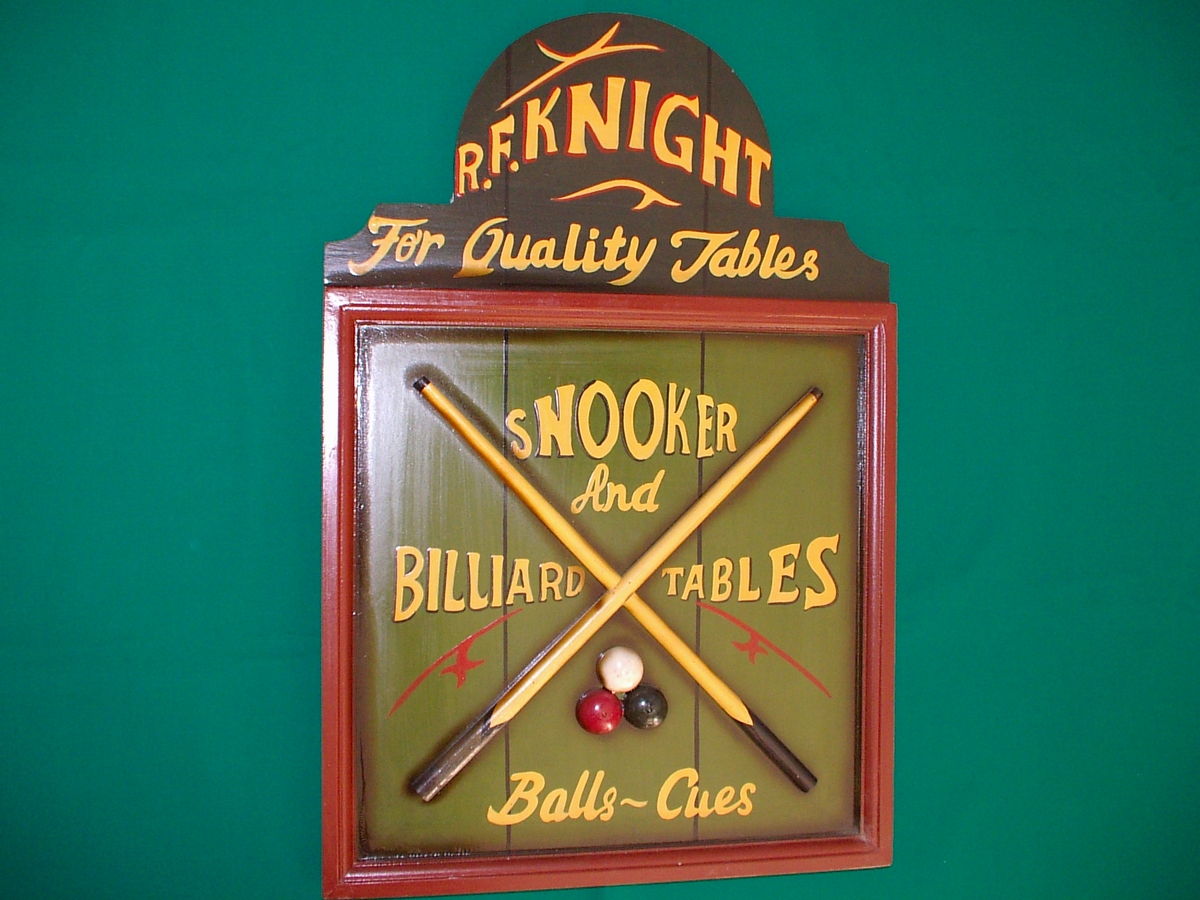 R.F. KNIGHT
For Quality Tables
SNOOKER
And
BILLIARD TABLES
Balls ~ Cues